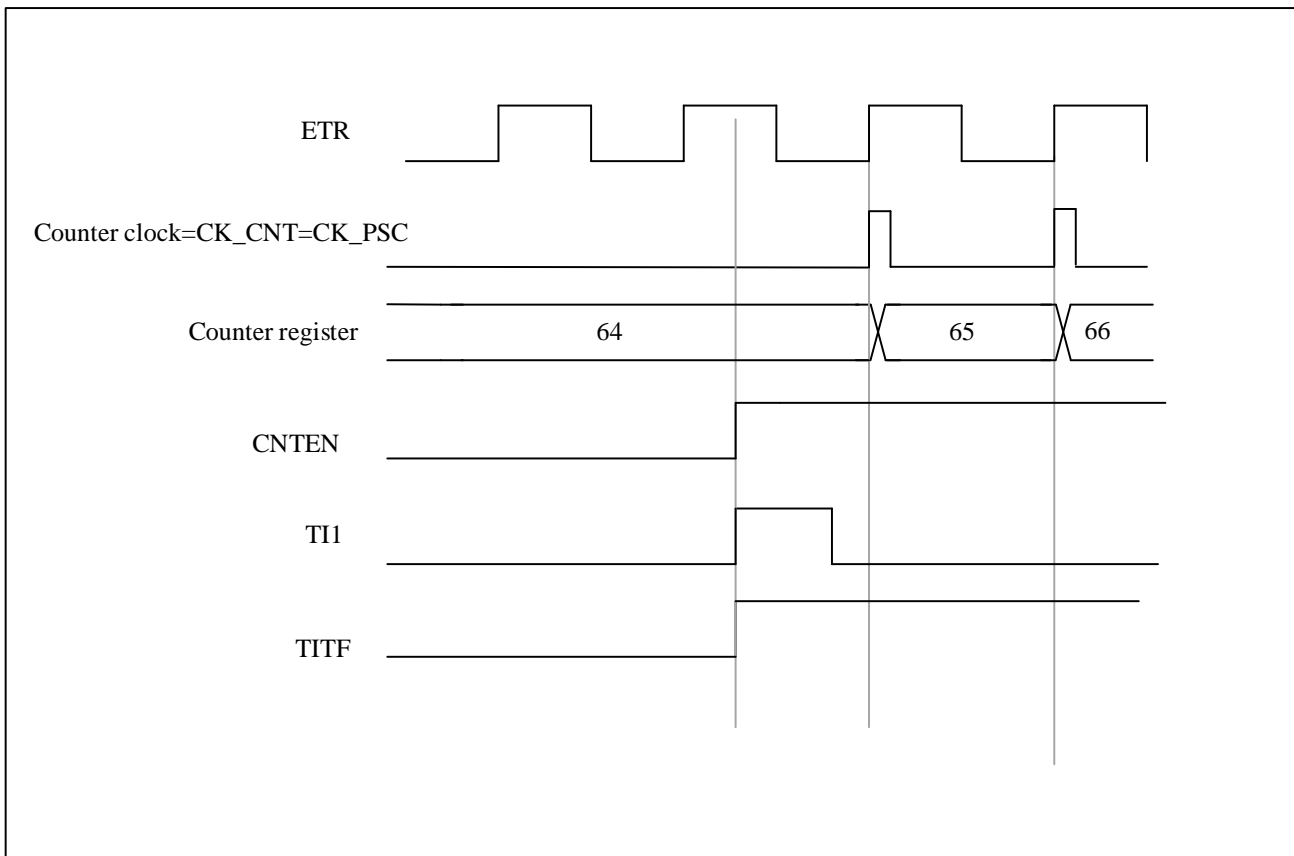 ETR
Counter clock=CK_CNT=CK_PSC
Counter register 64 65 66
CNTEN
TI1
TITF